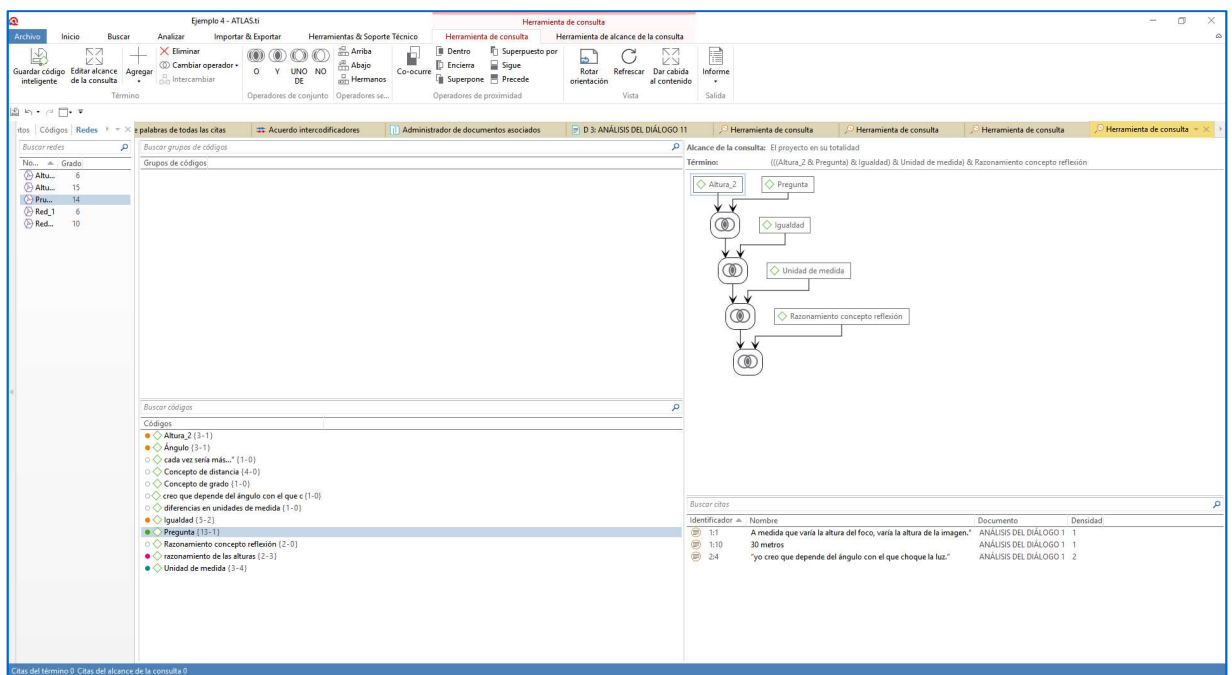 Ejemplo 4 - ATLAS.ti
Herramienta de consulta
Archivo Inicio Buscar Analizar Importar & Exportar Herramientas & Soporte Técnico Herramienta de consulta Herramienta de alcance de la consulta
Guardar código inteligente
Editar alcance de la consulta
Agregar
Eliminar
Cambiar operador
Intercambiar
Término
O Y UNO DE NO
Operadores de conjunto
Arriba
Abajo
Hermanos
Operadores se...
Co-ocurre
Dentro
Encierra
Superpone
Superpuesto por
Sigue
Precede
Operadores de proximidad
Rotar orientación
Refrescar
Dar cabida al contenido
Vista
Informe
Salida
ntos Códigos Redes
e palabras de todas las citas
Acuerdo intercodificadores
Administrador de documentos asociados
D 3: ANÁLISIS DEL DIÁLOGO 11
Herramienta de consulta
Herramienta de consulta
Herramienta de consulta
Herramienta de consulta
Buscar redes
No... Grado
Altu... 6
Altu... 15
Pru... 14
Red_1 6
Red... 10
Buscar grupos de códigos
Grupos de códigos
Buscar códigos
Códigos
Altura_2 {3-1}
Ángulo {3-1}
cada vez sería más..." {1-0}
Concepto de distancia {4-0}
Concepto de grado {1-0}
creo que depende del ángulo con el que c {1-0}
diferencias en unidades de medida {1-0}
Igualdad {5-2}
Pregunta {13-1}
Razonamiento concepto reflexión {2-0}
razonamiento de las alturas {2-3}
Unidad de medida {3-4}
Alcance de la consulta: El proyecto en su totalidad
Término: (((Altura_2 & Pregunta) & Igualdad) & Unidad de medida) & Razonamiento concepto reflexión
Altura_2
Pregunta
Igualdad
Unidad de medida
Razonamiento concepto reflexión
Buscar citas
Identificador Nombre Documento Densidad
1:1 A medida que varía la altura del foco, varía la altura de la imagen." ANÁLISIS DEL DIÁLOGO 1 1
1:10 30 metros ANÁLISIS DEL DIÁLOGO 1 1
2:4 "yo creo que depende del ángulo con el que choque la luz." ANÁLISIS DEL DIÁLOGO 1 2
Citas del término 0 Citas del alcance de la consulta 0